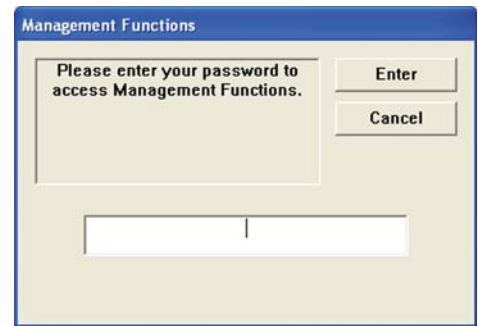 Management Functions
Please enter your password to
access Management Functions.
Enter
Cancel